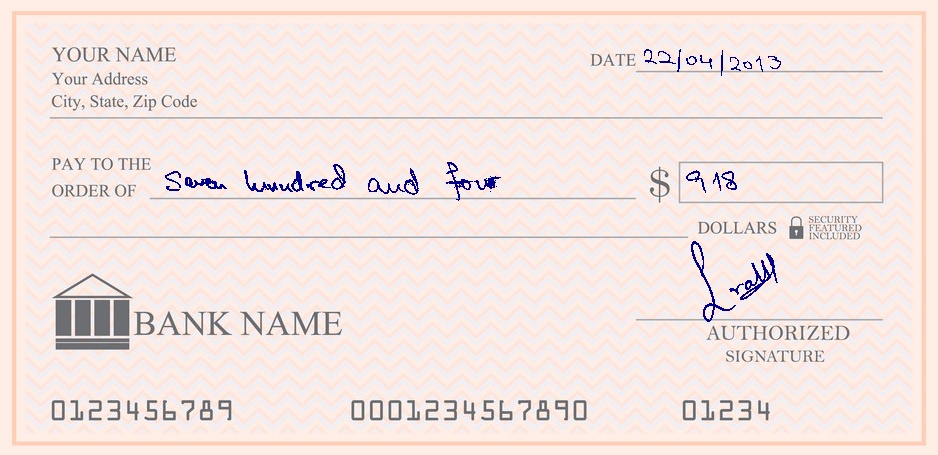 YOUR NAME
Your Address
City, State, Zip Code
DATE 22/04/2013
PAY TO THE
ORDER OF Seven hundred and four $ 918
DOLLARS SECURITY FEATURED INCLUDED
BANK NAME
AUTHORIZED
SIGNATURE
0123456789 0001234567890 01234